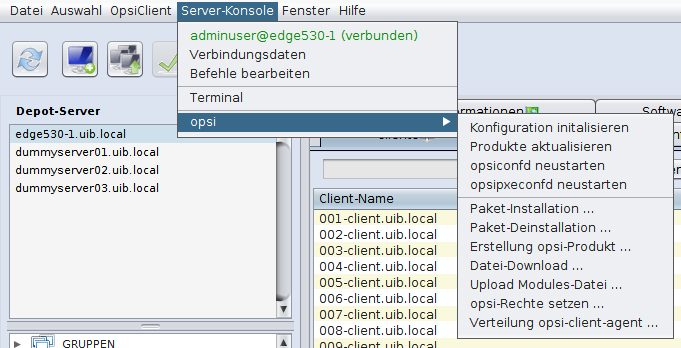 Datei Auswahl OpsiClient Server-Konsole Fenster Hilfe
adminuser@edge530-1 (verbunden)
Verbindungsdaten
Befehle bearbeiten
Terminal
opsi
Konfiguration initalisieren
Produkte aktualisieren
opsiconfd neustarten
opsipxeconfd neustarten
Paket-Installation ...
Paket-Deinstallation ...
Erstellung opsi-Produkt ...
Datei-Download ...
Upload Modules-Datei ...
opsi-Rechte setzen ...
Verteilung opsi-client-agent ...
Depot-Server
edge530-1.uib.local
dummyserver01.uib.local
dummyserver02.uib.local
dummyserver03.uib.local
GRUPPEN
Client-Name
001-client.uib.local
002-client.uib.local
003-client.uib.local
004-client.uib.local
005-client.uib.local
006-client.uib.local
007-client.uib.local
008-client.uib.local
009-client.uib.local